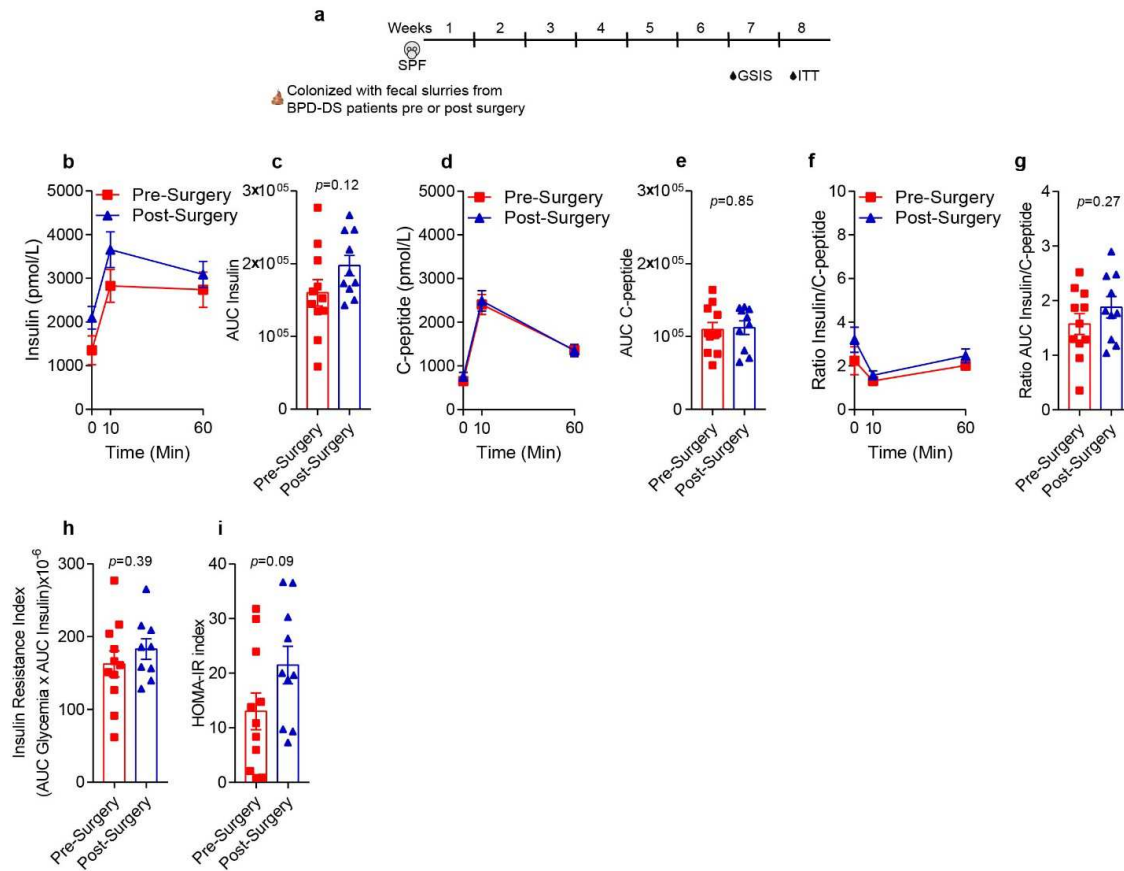 a
Weeks 1 2 3 4 5 6 7 8
SPF
GSIS ITT
Colonized with fecal slurries from
BPD-DS patients pre or post surgery
b
Insulin (pmol/L)
5000
4000
3000
2000
1000
0
Pre-Surgery
Post-Surgery
0 10 60
Time (Min)
c
AUC Insulin
3x10⁰⁵
2x10⁰⁵
1x10⁰⁵
0
p=0.12
Pre-Surgery
Post-Surgery
d
C-peptide (pmol/L)
5000
4000
3000
2000
1000
0
Pre-Surgery
Post-Surgery
0 10 60
Time (Min)
e
AUC C-peptide
3x10⁰⁵
2x10⁰⁵
1x10⁰⁵
0
p=0.85
Pre-Surgery
Post-Surgery
f
Ratio Insulin/C-peptide
10
8
6
4
2
0
Pre-Surgery
Post-Surgery
0 10 60
Time (Min)
g
Ratio AUC Insulin/C-peptide
4
3
2
1
0
p=0.27
Pre-Surgery
Post-Surgery
h
Insulin Resistance Index
(AUC Glycemia x AUC Insulin)x10⁻⁶
300
200
100
0
p=0.39
Pre-Surgery
Post-Surgery
i
HOMA-IR index
40
30
20
10
0
p=0.09
Pre-Surgery
Post-Surgery